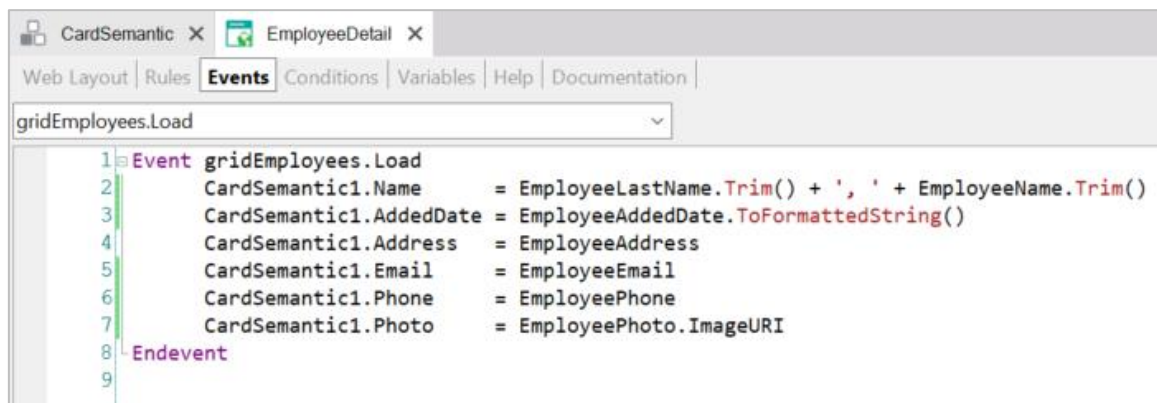 CardSemantic X EmployeeDetail X
Web Layout | Rules | Events | Conditions | Variables | Help | Documentation |
gridEmployees.Load
1 Event gridEmployees.Load
2 CardSemantic1.Name = EmployeeLastName.Trim() + ', ' + EmployeeName.Trim()
3 CardSemantic1.AddedDate = EmployeeAddedDate.ToFormattedString()
4 CardSemantic1.Address = EmployeeAddress
5 CardSemantic1.Email = EmployeeEmail
6 CardSemantic1.Phone = EmployeePhone
7 CardSemantic1.Photo = EmployeePhoto.ImageURI
8 Endevent
9